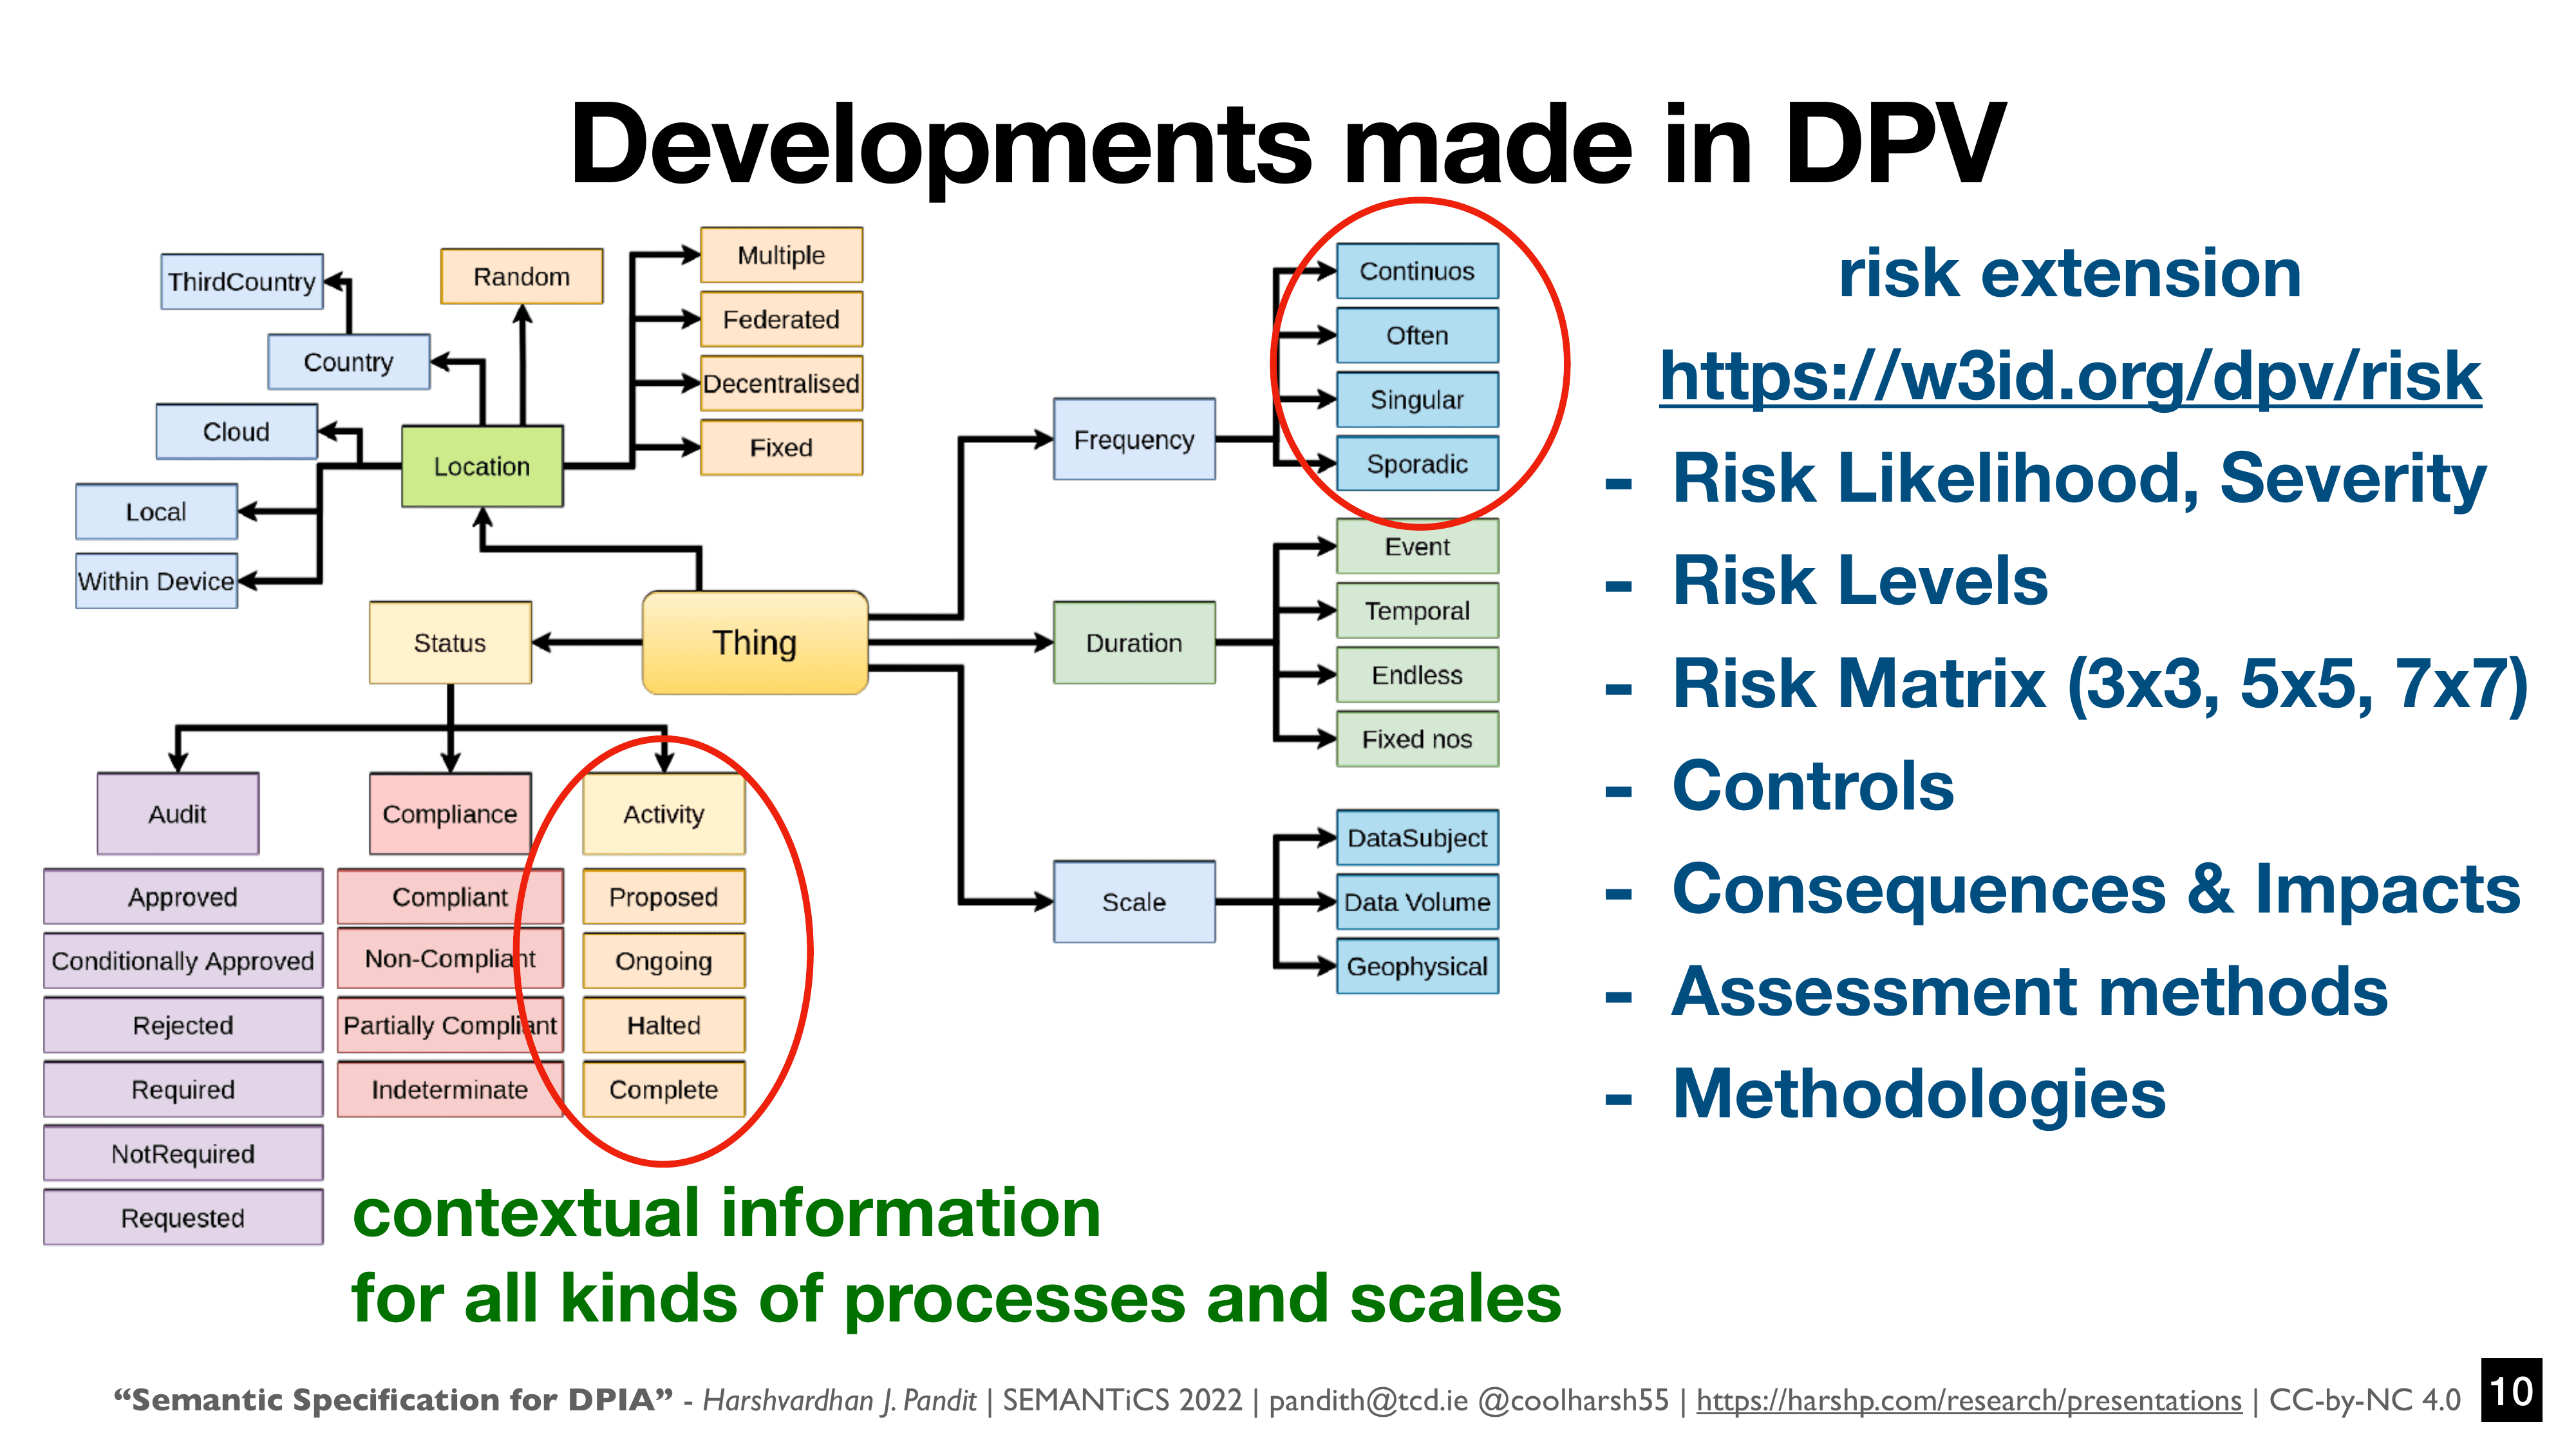 Developments made in DPV
ThirdCountry
Random
Multiple
Country
Federated
Cloud
Decentralised
Location
Fixed
Local
Within Device
Status
Thing
Audit
Compliance
Activity
Approved
Compliant
Proposed
Conditionally Approved
Non-Compliant
Ongoing
Rejected
Partially Compliant
Halted
Required
Indeterminate
Complete
NotRequired
Requested
Frequency
Continuos
Often
Singular
Sporadic
Duration
Event
Temporal
Endless
Fixed nos
Scale
DataSubject
Data Volume
Geophysical
risk extension
https://w3id.org/dpv/risk
- Risk Likelihood, Severity
- Risk Levels
- Risk Matrix (3x3, 5x5, 7x7)
- Controls
- Consequences & Impacts
- Assessment methods
- Methodologies
contextual information
for all kinds of processes and scales
“Semantic Specification for DPIA” - Harshvardhan J. Pandit | SEMANTiCS 2022 | pandith@tcd.ie @coolharsh55 | https://harshp.com/research/presentations | CC-by-NC 4.0 10